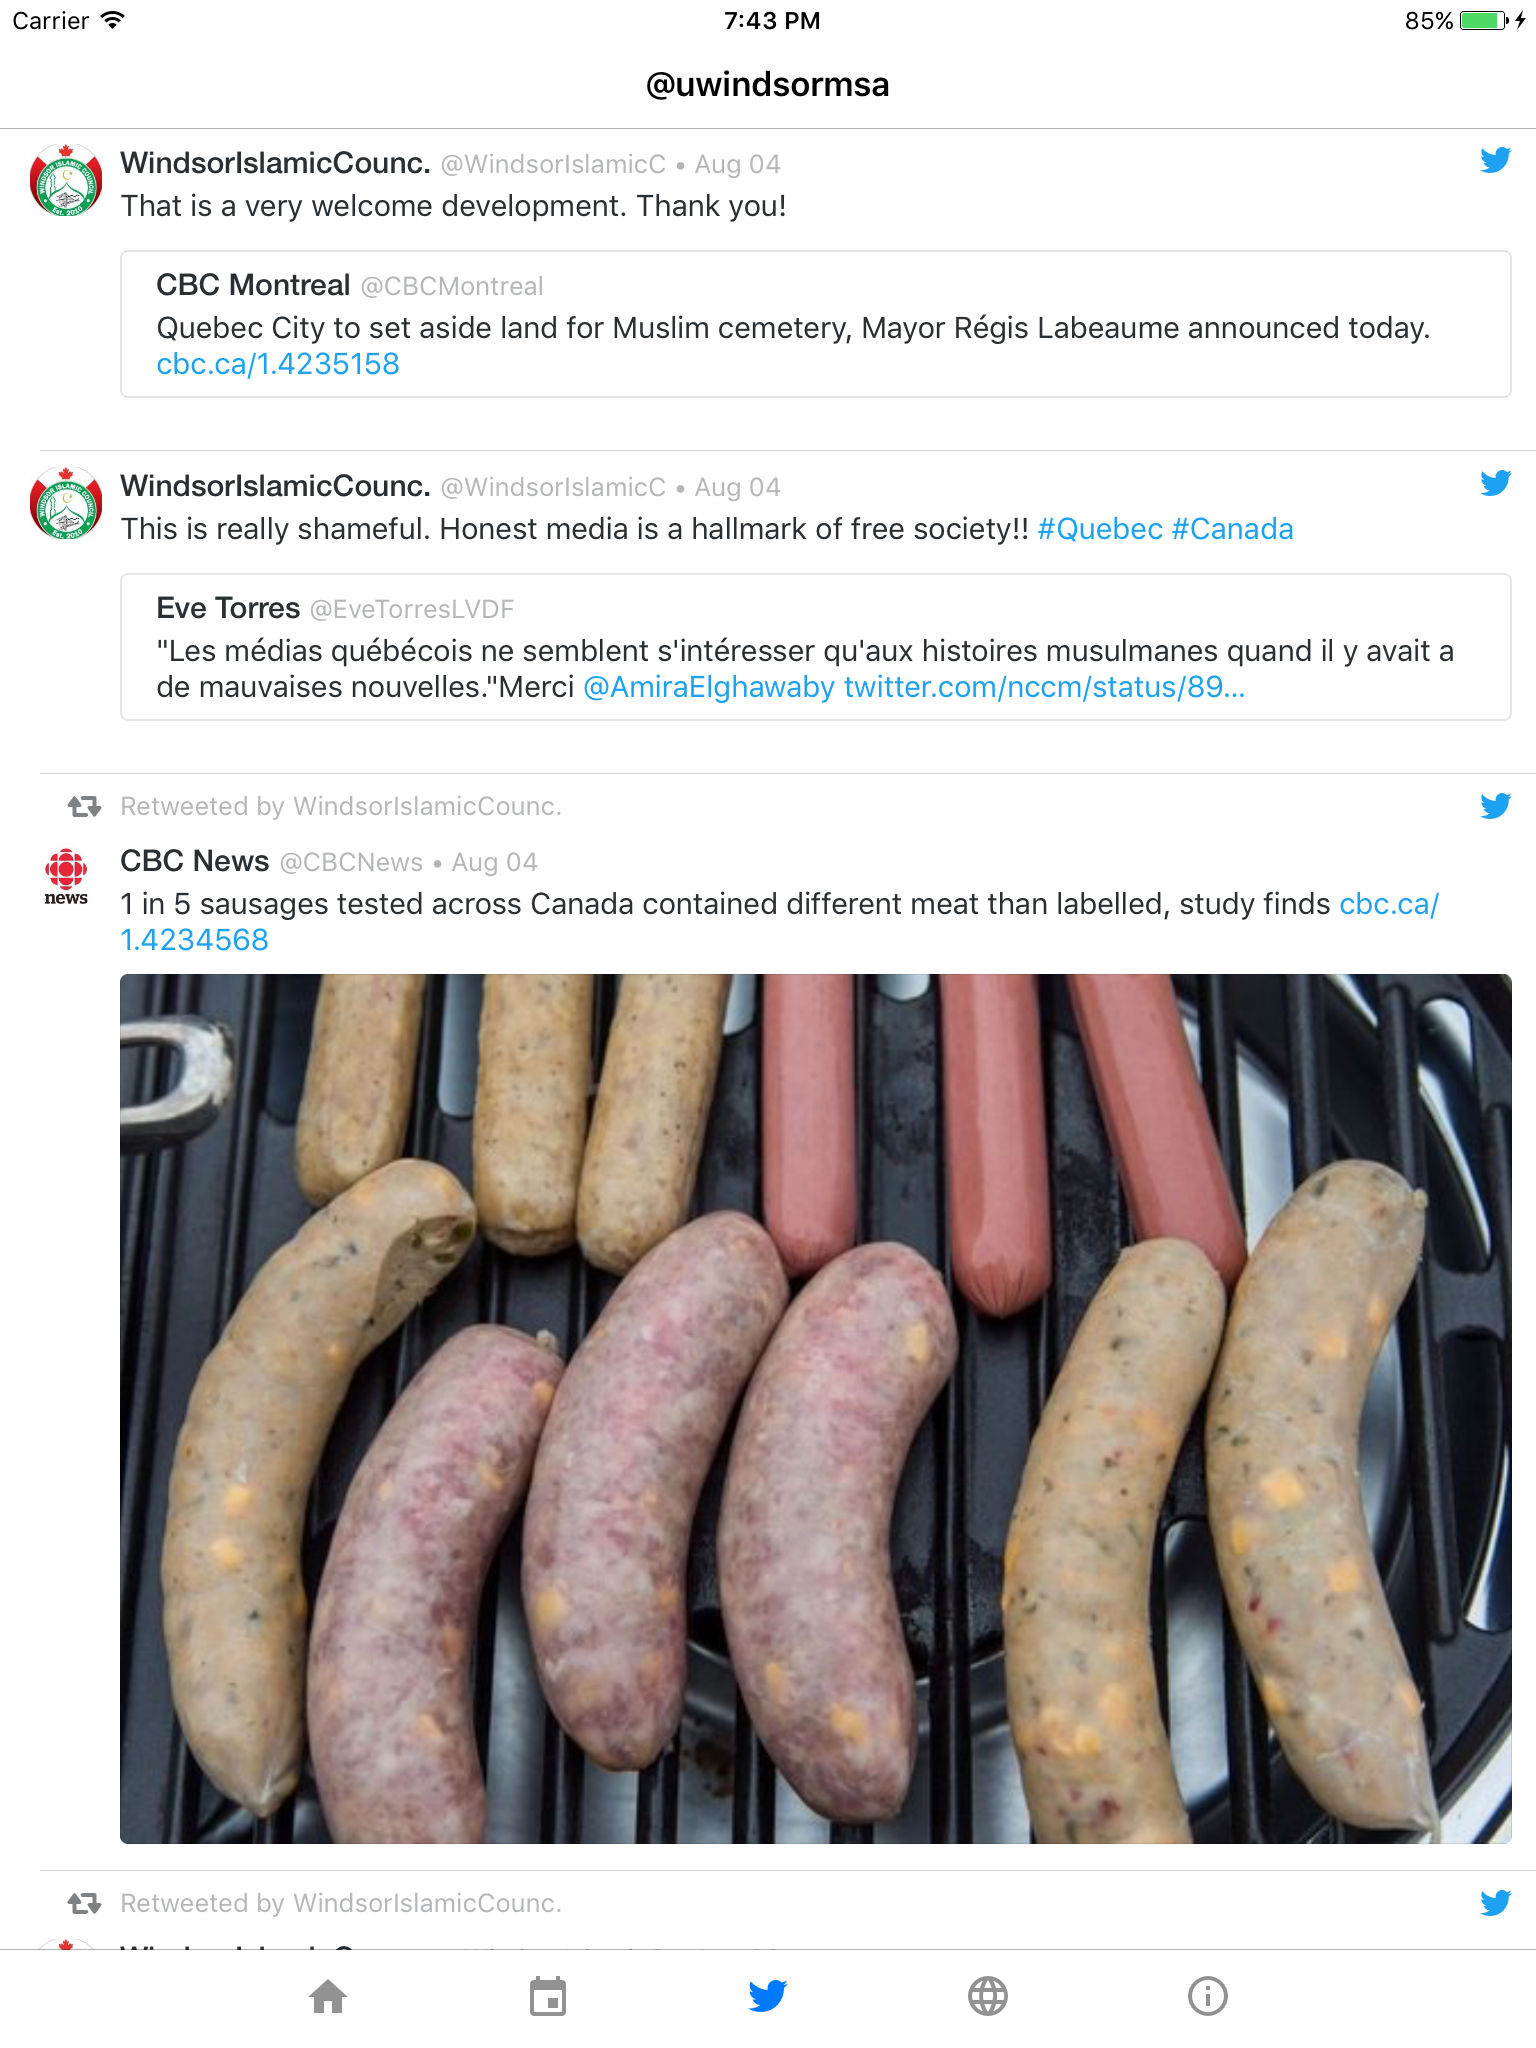 Carrier
7:43 PM
85%
@uwindsormsa
WindsorIslamicCounc. @WindsorIslamicC • Aug 04
That is a very welcome development. Thank you!
CBC Montreal @CBCMontreal
Quebec City to set aside land for Muslim cemetery, Mayor Régis Labeaume announced today.
cbc.ca/1.4235158
WindsorIslamicCounc. @WindsorIslamicC • Aug 04
This is really shameful. Honest media is a hallmark of free society!! #Quebec #Canada
Eve Torres @EveTorresLVDF
"Les médias québécois ne semblent s'intéresser qu'aux histoires musulmanes quand il y avait a
de mauvaises nouvelles."Merci @AmiraElghawaby twitter.com/nccm/status/89...
Retweeted by WindsorIslamicCounc.
CBC News @CBCNews • Aug 04
news
1 in 5 sausages tested across Canada contained different meat than labelled, study finds cbc.ca/
1.4234568
Retweeted by WindsorIslamicCounc.